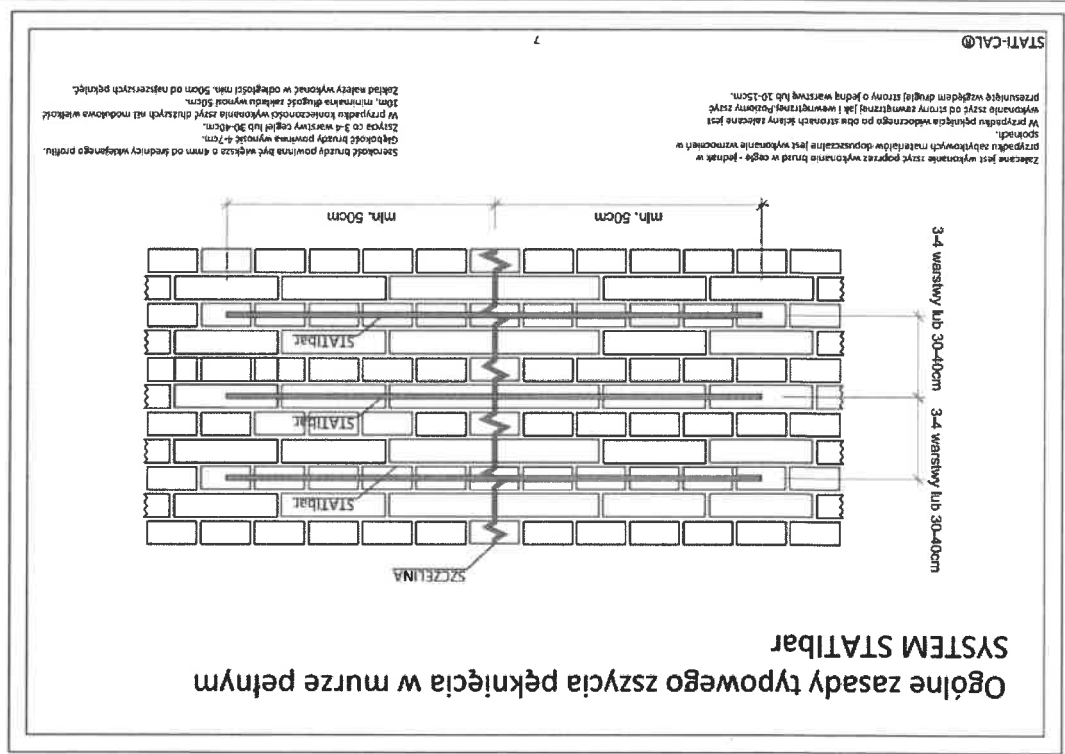 Ogólne zasady typowego zszycia pęknięcia w murze pełnym
SYSTEM STATIbar
SZCZELINA
STATIbar
STATIbar
STATIbar
3-4 warstwy lub 30-40cm
3-4 warstwy lub 30-40cm
min. 50cm
min. 50cm
Zalecane jest wykonanie zszyć poprzez wykonanie bruzd w cegle - jednak w
przypadku zabytkowych materiałów dopuszczalne jest wykonanie wzmocnień w
spoinach.
W przypadku pęknięcia widocznego po obu stronach ściany zalecane jest
wykonanie zszyć od strony zewnętrznej jak i wewnętrznej.Poziomy zszyć
przesunięte względem drugiej strony o jedną warstwę lub 10-15cm.
Szerokość bruzdy powinna być większa o 4mm od średnicy wklejanego profilu.
Głębokość bruzdy powinna wynosić 4-7cm.
Zszycia co 3-4 warstwy cegieł lub 30-40cm.
W przypadku konieczności wykonania zszyć dłuższych niż modułowa wielkość
10m, minimalna długość zakładu wynosi 50cm.
Zakład należy wykonać w odległości min. 50cm od najszerszych pęknięć.
STATI-CAL®
7